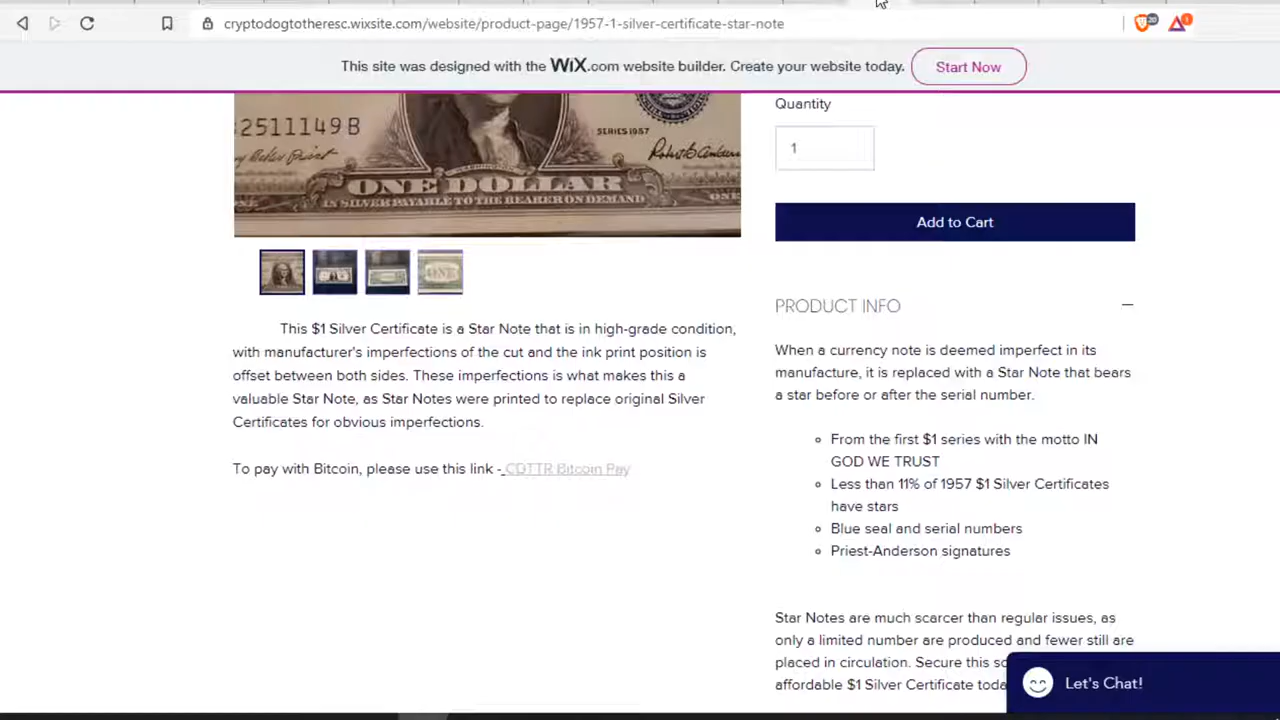 cryptodogtotheresc.wixsite.com/website/product-page/1957-1-silver-certificate-star-note
20
1
This site was designed with the WiX.com website builder. Create your website today.
Start Now
2511149B
SERIES 1957
ONE DOLLAR
IN SILVER PAYABLE TO THE BEARER ON DEMAND
ONE
Quantity
1
Add to Cart
This $1 Silver Certificate is a Star Note that is in high-grade condition,
with manufacturer's imperfections of the cut and the ink print position is
offset between both sides. These imperfections is what makes this a
valuable Star Note, as Star Notes were printed to replace original Silver
Certificates for obvious imperfections.
To pay with Bitcoin, please use this link - CDTTR Bitcoin Pay
PRODUCT INFO
When a currency note is deemed imperfect in its
manufacture, it is replaced with a Star Note that bears
a star before or after the serial number.
From the first $1 series with the motto IN
GOD WE TRUST
Less than 11% of 1957 $1 Silver Certificates
have stars
Blue seal and serial numbers
Priest-Anderson signatures
Star Notes are much scarcer than regular issues, as
only a limited number are produced and fewer still are
placed in circulation. Secure this
affordable $1 Silver Certificate
Let's Chat!